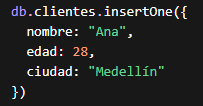 db.clientes.insertOne({
  nombre: "Ana",
  edad: 28,
  ciudad: "Medellín"
})